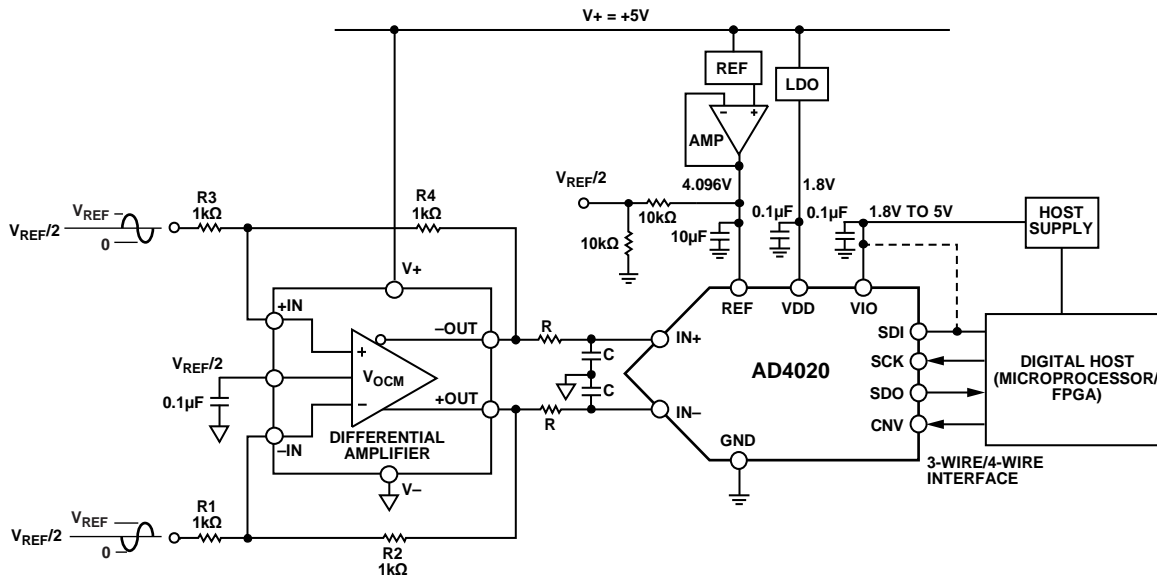 V+ = +5V
REF
LDO
AMP
−
+
VREF/2
4.096V
1.8V
10kΩ
10kΩ
10µF
0.1µF
0.1µF
1.8V TO 5V
HOST
SUPPLY
R3
1kΩ
R4
1kΩ
VREF
VREF/2
0
V+
+IN
−OUT
+
VOCM
−
VREF/2
0.1µF
+OUT
−IN
DIFFERENTIAL
AMPLIFIER
V−
R
C
C
R
REF
VDD
VIO
IN+
IN−
AD4020
GND
SDI
SCK
SDO
CNV
DIGITAL HOST
(MICROPROCESSOR/
FPGA)
3-WIRE/4-WIRE
INTERFACE
R1
1kΩ
VREF
VREF/2
0
R2
1kΩ